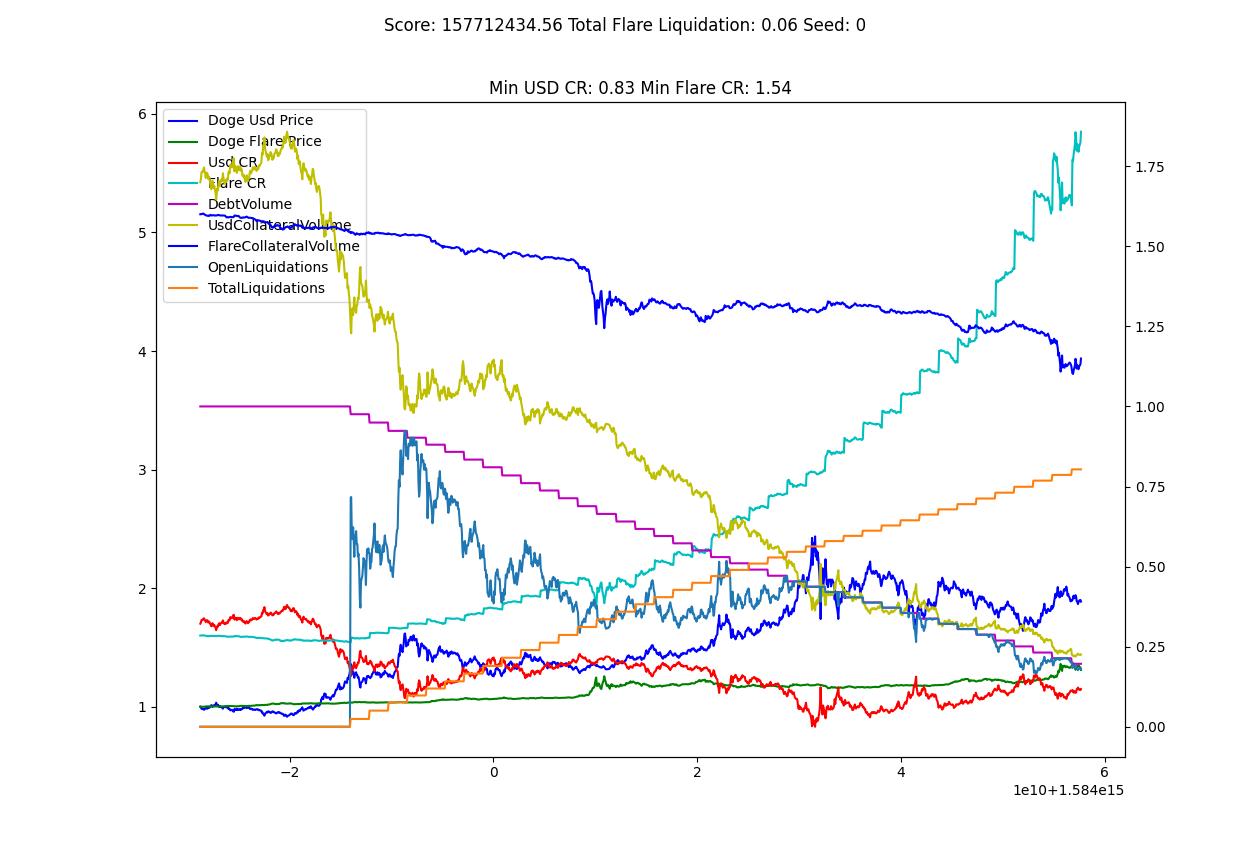 Score: 157712434.56 Total Flare Liquidation: 0.06 Seed: 0
Min USD CR: 0.83 Min Flare CR: 1.54
Doge Usd Price
Doge Flare Price
Usd CR
Flare CR
DebtVolume
UsdCollateralVolume
FlareCollateralVolume
OpenLiquidations
TotalLiquidations
6
5
4
3
2
1
1.75
1.50
1.25
1.00
0.75
0.50
0.25
0.00
−2 0 2 4 6
1e10+1.584e15